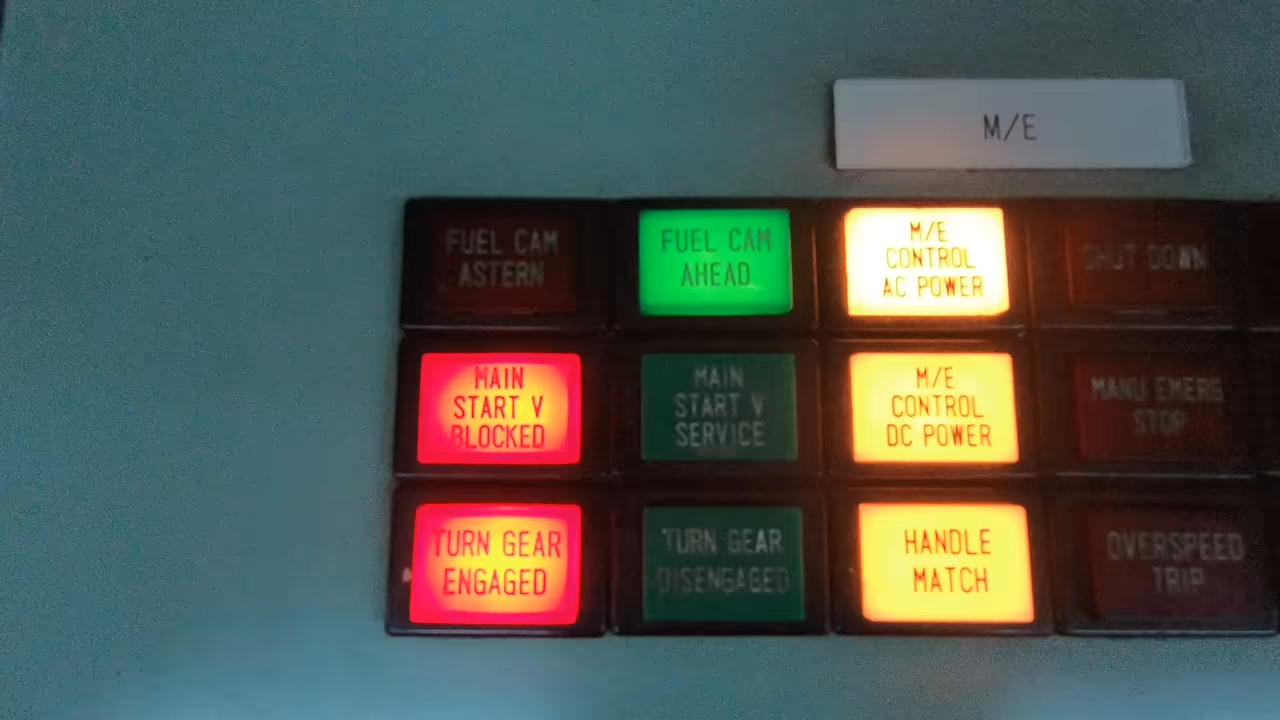 M/E
FUEL CAM
ASTERN
FUEL CAM
AHEAD
M/E
CONTROL
AC POWER
SHUT DOWN
MAIN
START V
BLOCKED
MAIN
START V
SERVICE
M/E
CONTROL
DC POWER
MANU EMERG
STOP
TURN GEAR
ENGAGED
TURN GEAR
DISENGAGED
HANDLE
MATCH
OVERSPEED
TRIP